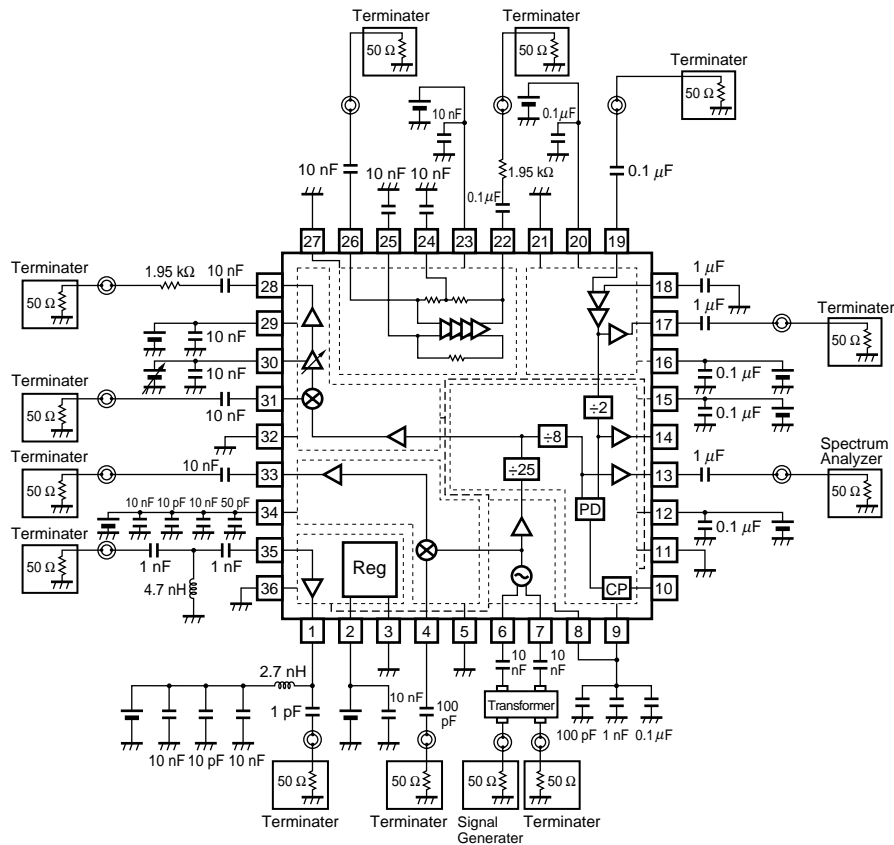 Terminater
50 Ω
Terminater
50 Ω
Terminater
50 Ω
10 nF
0.1 µF
10 nF
10 nF
10 nF
0.1 µF
1.95 kΩ
0.1 µF
27
26
25
24
23
22
21
20
19
Terminater
50 Ω
1.95 kΩ
10 nF
28
18
1 µF
29
10 nF
17
1 µF
Terminater
50 Ω
30
10 nF
16
0.1 µF
Terminater
50 Ω
10 nF
31
15
0.1 µF
÷2
32
÷8
14
Terminater
50 Ω
10 nF
33
÷25
13
1 µF
Spectrum
Analyzer
50 Ω
10 nF
10 pF
10 nF
50 pF
34
PD
12
0.1 µF
Terminater
50 Ω
1 nF
1 nF
35
11
4.7 nH
36
Reg
CP
10
1
2
3
4
5
6
7
8
9
2.7 nH
1 pF
10 nF
10 pF
10 nF
10 nF
100
pF
10
nF
10
nF
Transformer
100 pF
1 nF
0.1 µF
50 Ω
Terminater
50 Ω
Terminater
50 Ω
Signal
Generater
50 Ω
Terminater